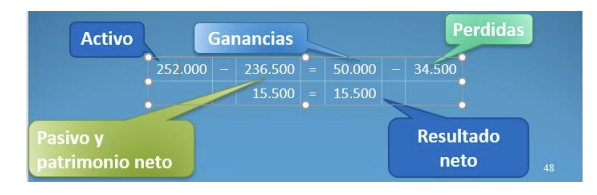 Activo
Ganancias
Perdidas
252.000 – 236.500 = 50.000 – 34.500
15.500 = 15.500
Pasivo y
patrimonio neto
Resultado
neto
48